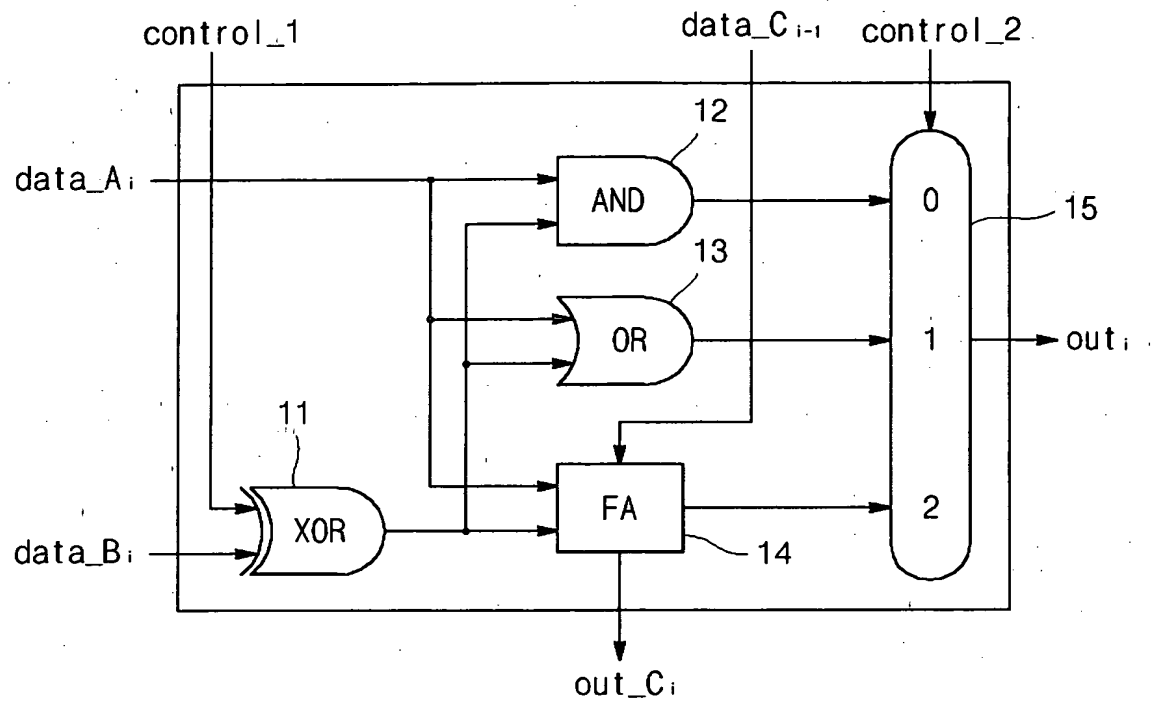 control_1
data_Ci-1
control_2
12
data_Ai
AND
0
15
13
OR
1
outi
11
XOR
FA
2
data_Bi
14
out_Ci